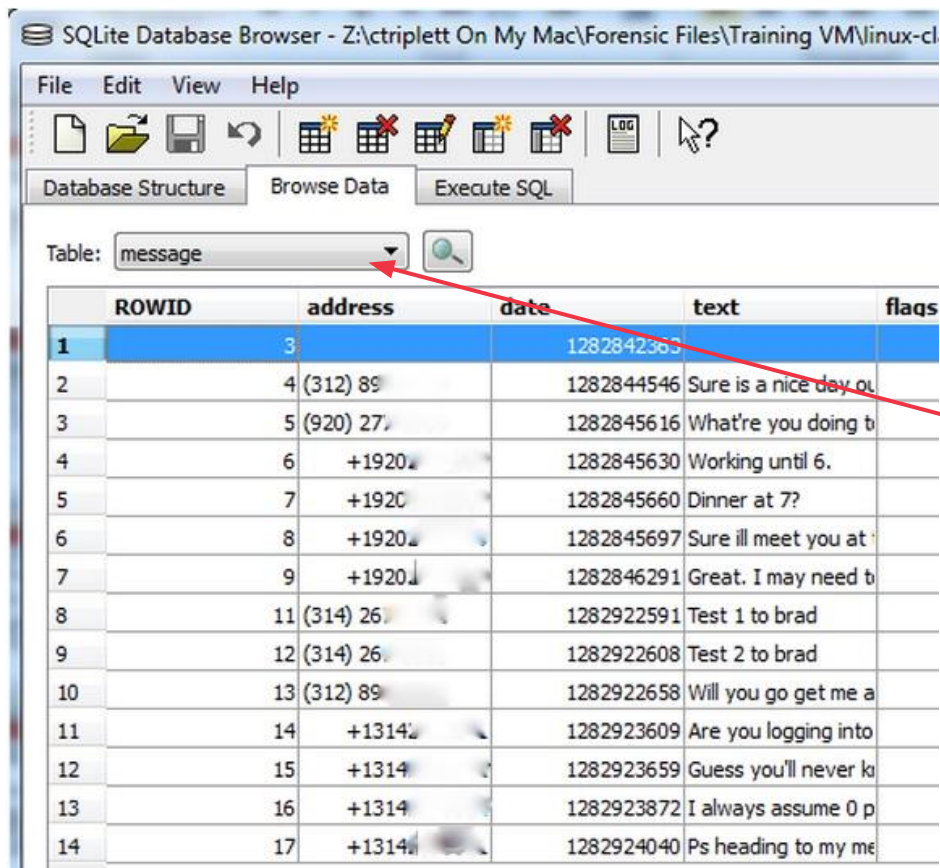 SQLite Database Browser - Z:\ctriplett On My Mac\Forensic Files\Training VM\linux-cl
File Edit View Help
LOG
Database Structure Browse Data Execute SQL
Table: message
ROWID address date text flags
1 3 1282842363
2 4 (312) 89 1282844546 Sure is a nice day ou
3 5 (920) 27 1282845616 What're you doing t
4 6 +1920 1282845630 Working until 6.
5 7 +1920 1282845660 Dinner at 7?
6 8 +1920 1282845697 Sure ill meet you at
7 9 +1920 1282846291 Great. I may need t
8 11 (314) 26 1282922591 Test 1 to brad
9 12 (314) 26 1282922608 Test 2 to brad
10 13 (312) 89 1282922658 Will you go get me a
11 14 +1314 1282923609 Are you logging into
12 15 +1314 1282923659 Guess you'll never k
13 16 +1314 1282923872 I always assume 0 p
14 17 +1314 1282924040 Ps heading to my me